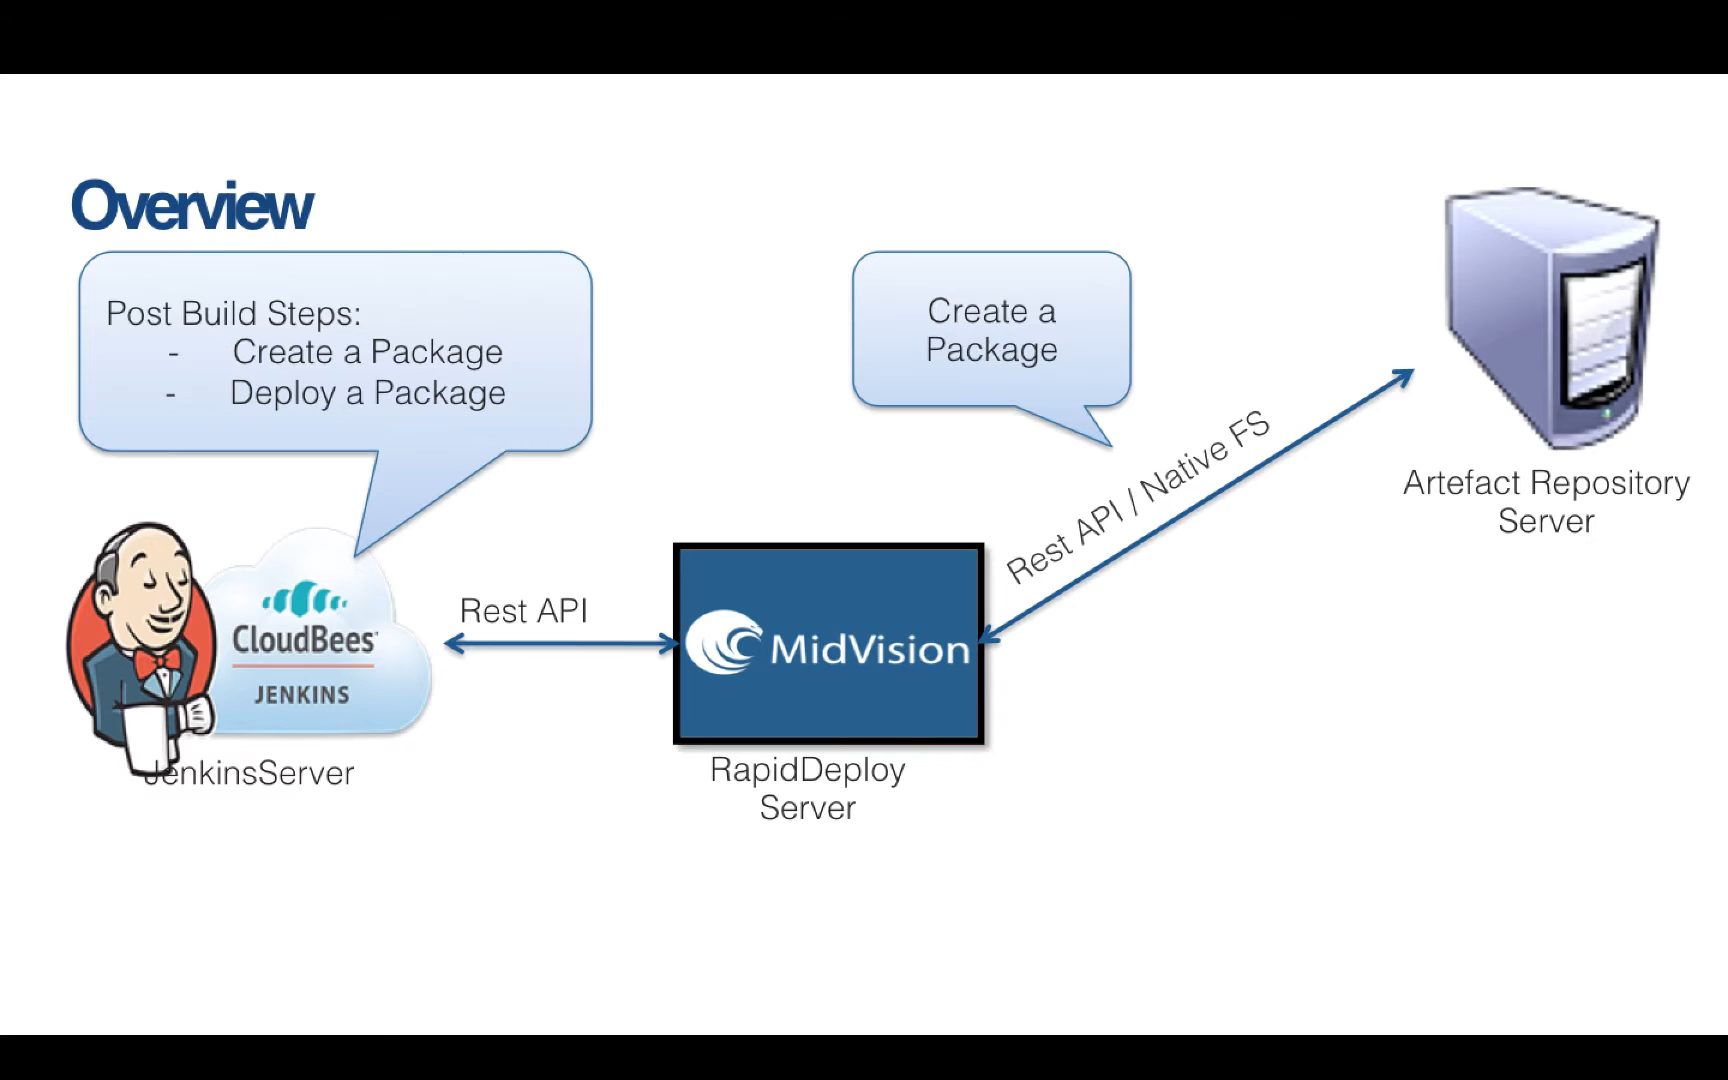 Overview
Post Build Steps:
- Create a Package
- Deploy a Package
Create a
Package
Rest API / Native FS
Artefact Repository
Server
CloudBees
JENKINS
Rest API
MidVision
JenkinsServer
RapidDeploy
Server